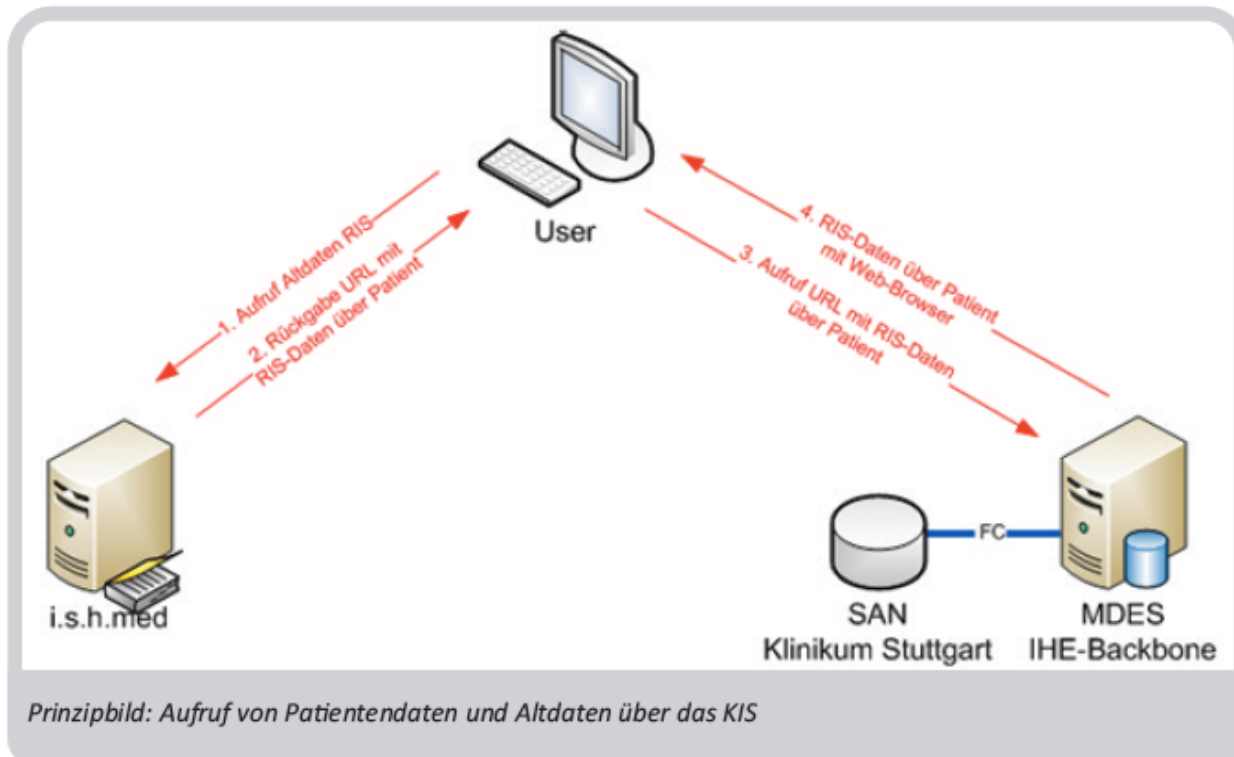 User
1. Aufruf Altdaten RIS
2. Rückgabe URL mit
RIS-Daten über Patient
3. Aufruf URL mit RIS-Daten
über Patient
4. RIS-Daten über Patient
mit Web-Browser
i.s.h.med
FC
SAN
Klinikum Stuttgart
MDES
IHE-Backbone
Prinzipbild: Aufruf von Patientendaten und Altdaten über das KIS